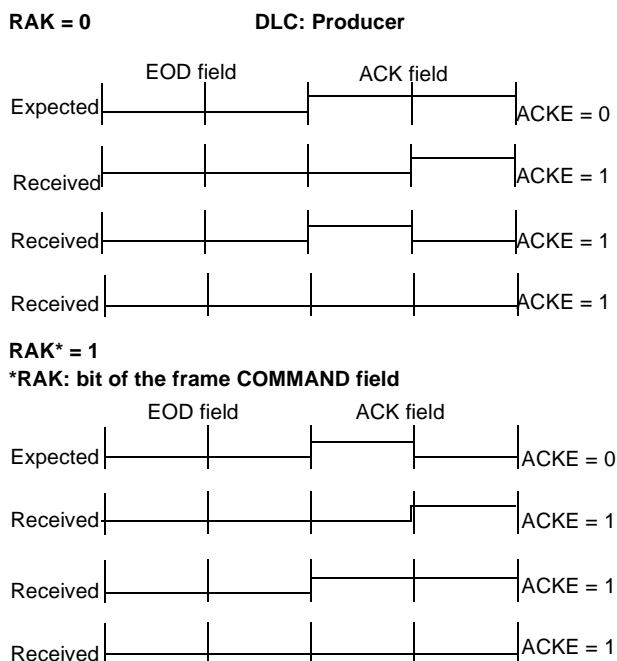 RAK = 0 DLC: Producer
EOD field ACK field
Expected ACKE = 0
Received ACKE = 1
Received ACKE = 1
Received ACKE = 1
RAK* = 1
*RAK: bit of the frame COMMAND field
EOD field ACK field
Expected ACKE = 0
Received ACKE = 1
Received ACKE = 1
Received ACKE = 1